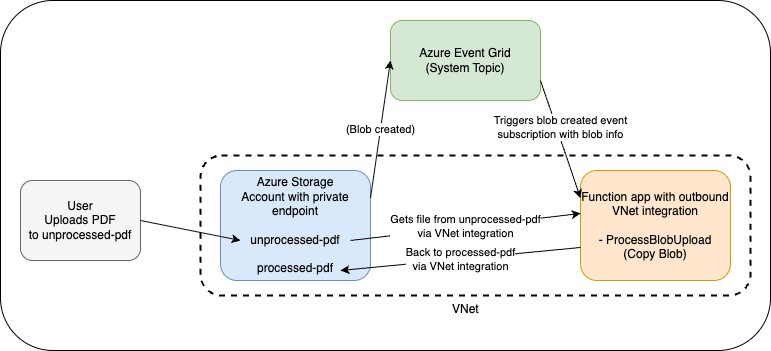 Azure Event Grid
(System Topic)
(Blob created)
Triggers blob created event
subscription with blob info
User
Uploads PDF
to unprocessed-pdf
Azure Storage
Account with private
endpoint
unprocessed-pdf
processed-pdf
Gets file from unprocessed-pdf
via VNet integration
Back to processed-pdf
via VNet integration
Function app with outbound
VNet integration
- ProcessBlobUpload
(Copy Blob)
VNet